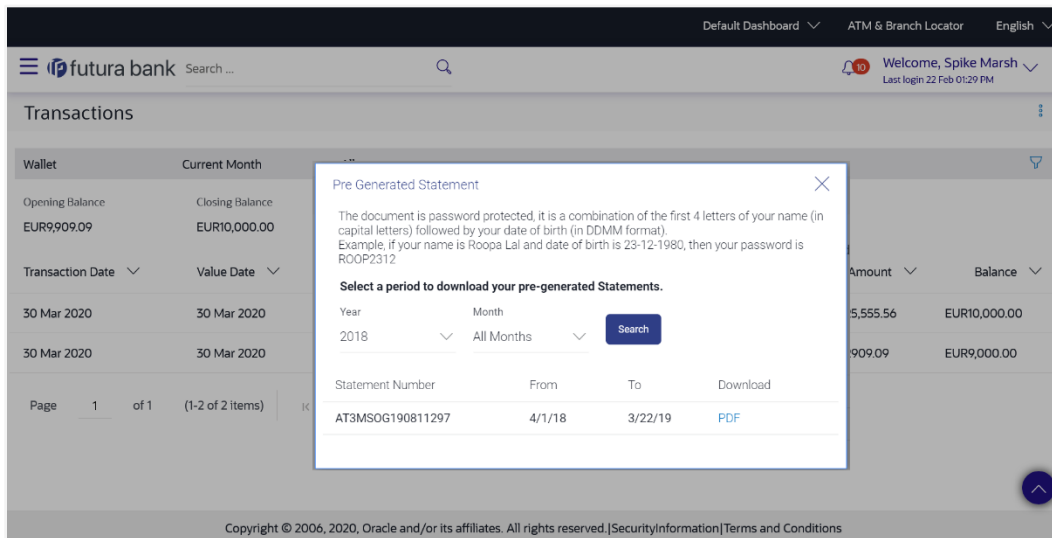 Default Dashboard ATM & Branch Locator English
futura bank Search ... 10 Welcome, Spike Marsh
Last login 22 Feb 01:29 PM
Transactions
Wallet Current Month
Opening Balance Closing Balance
EUR9,909.09 EUR10,000.00
Transaction Date Value Date Amount Balance
30 Mar 2020 30 Mar 2020 5,555.56 EUR10,000.00
30 Mar 2020 30 Mar 2020 909.09 EUR9,000.00
Page 1 of 1 (1-2 of 2 items)
Pre Generated Statement
The document is password protected, it is a combination of the first 4 letters of your name (in
capital letters) followed by your date of birth (in DDMM format).
Example, if your name is Roopa Lal and date of birth is 23-12-1980, then your password is
ROOP2312
Select a period to download your pre-generated Statements.
Year Month
2018 All Months Search
Statement Number From To Download
AT3MSOG190811297 4/1/18 3/22/19 PDF
Copyright © 2006, 2020, Oracle and/or its affiliates. All rights reserved.|SecurityInformation|Terms and Conditions